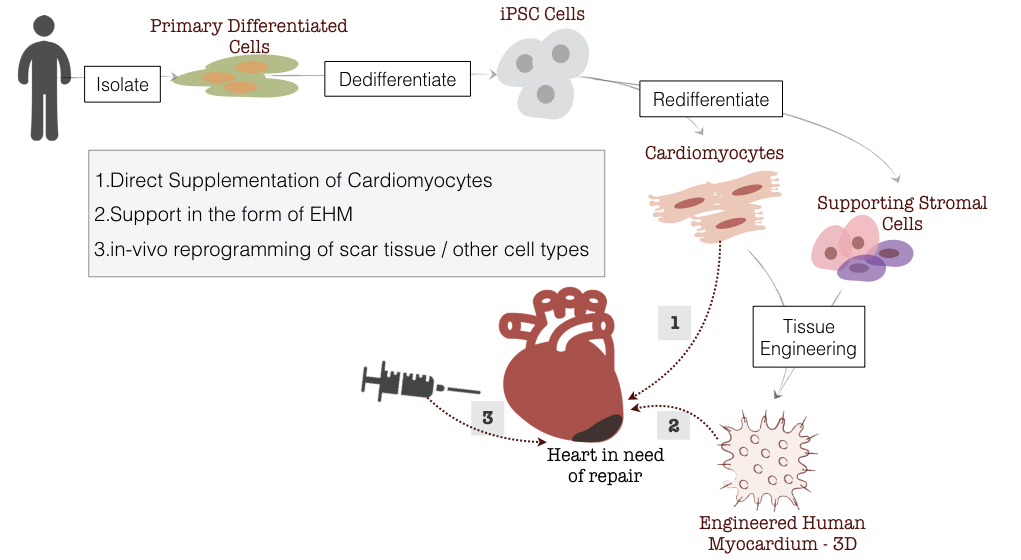 iPSC Cells
Primary Differentiated
Cells
Isolate
Dedifferentiate
Redifferentiate
Cardiomyocytes
Supporting Stromal
Cells
1.Direct Supplementation of Cardiomyocytes
2.Support in the form of EHM
3.in-vivo reprogramming of scar tissue / other cell types
1
Tissue
Engineering
3
2
Heart in need
of repair
Engineered Human
Myocardium - 3D